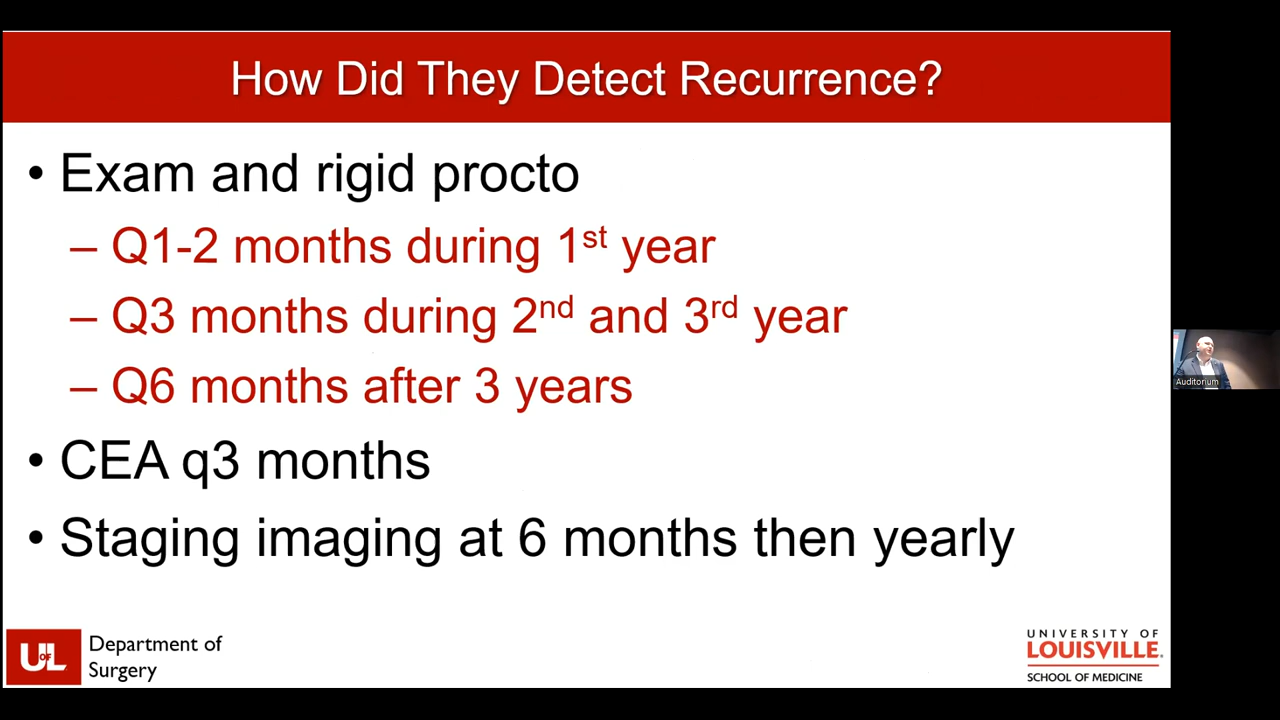 How Did They Detect Recurrence?
• Exam and rigid procto
– Q1-2 months during 1st year
– Q3 months during 2nd and 3rd year
– Q6 months after 3 years
• CEA q3 months
• Staging imaging at 6 months then yearly
Auditorium
UofL
Department of
Surgery
UNIVERSITY OF
LOUISVILLE.
SCHOOL OF MEDICINE